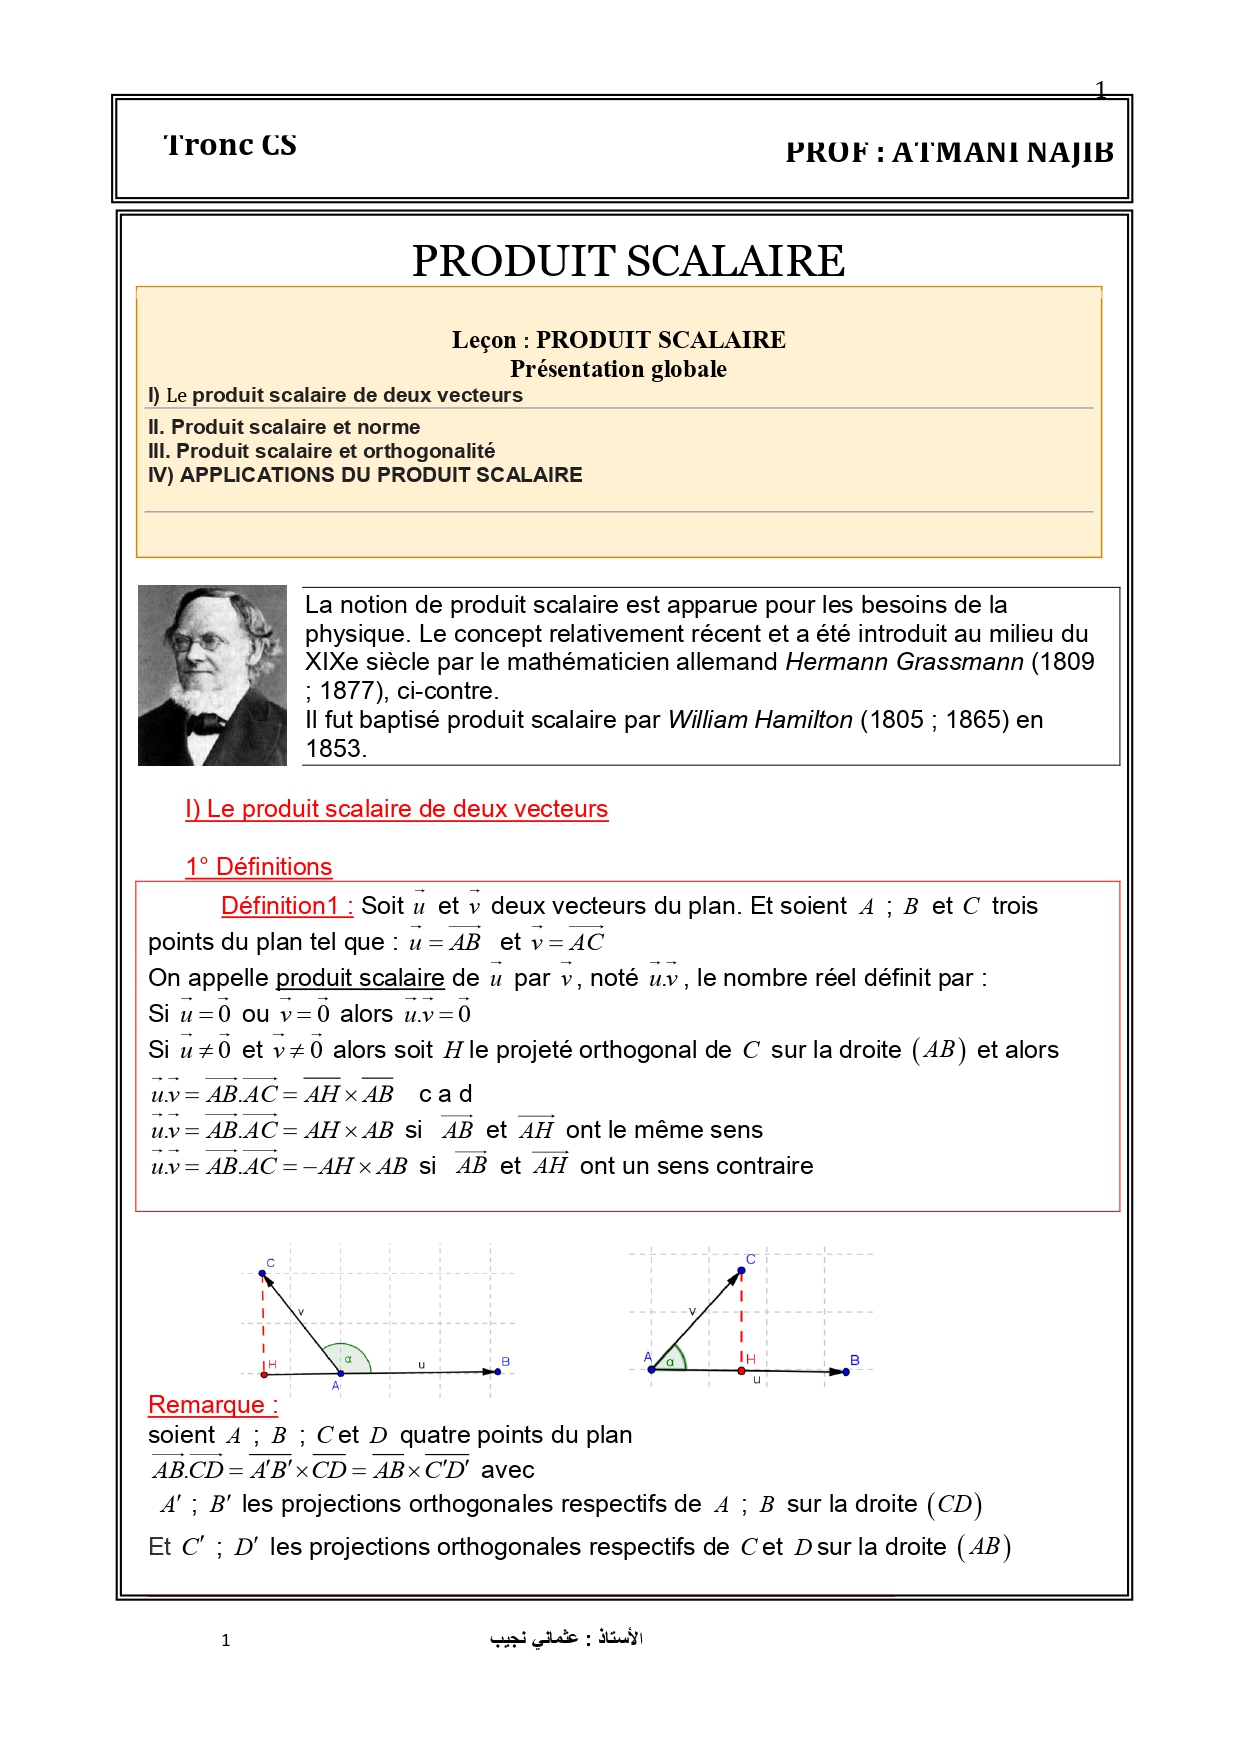 1
Tronc CS
PROF : ATMANI NAJIB
PRODUIT SCALAIRE
Leçon : PRODUIT SCALAIRE
Présentation globale
I) Le produit scalaire de deux vecteurs
II. Produit scalaire et norme
III. Produit scalaire et orthogonalité
IV) APPLICATIONS DU PRODUIT SCALAIRE
La notion de produit scalaire est apparue pour les besoins de la
physique. Le concept relativement récent et a été introduit au milieu du
XIXe siècle par le mathématicien allemand Hermann Grassmann (1809
; 1877), ci-contre.
Il fut baptisé produit scalaire par William Hamilton (1805 ; 1865) en
1853.
I) Le produit scalaire de deux vecteurs
1° Définitions
Définition1 : Soit $\vec{u}$ et $\vec{v}$ deux vecteurs du plan. Et soient A ; B et C trois
points du plan tel que : $\vec{u} = \overrightarrow{AB}$ et $\vec{v} = \overrightarrow{AC}$
On appelle produit scalaire de $\vec{u}$ par $\vec{v}$, noté $\vec{u}.\vec{v}$, le nombre réel définit par :
Si $\vec{u} = \vec{0}$ ou $\vec{v} = \vec{0}$ alors $\vec{u}.\vec{v} = \vec{0}$
Si $\vec{u} \neq \vec{0}$ et $\vec{v} \neq \vec{0}$ alors soit H le projeté orthogonal de C sur la droite (AB) et alors
$\vec{u}.\vec{v} = \overrightarrow{AB}.\overrightarrow{AC} = \overline{AH} \times \overline{AB}$ c a d
$\vec{u}.\vec{v} = \overrightarrow{AB}.\overrightarrow{AC} = AH \times AB$ si $\overrightarrow{AB}$ et $\overrightarrow{AH}$ ont le même sens
$\vec{u}.\vec{v} = \overrightarrow{AB}.\overrightarrow{AC} = -AH \times AB$ si $\overrightarrow{AB}$ et $\overrightarrow{AH}$ ont un sens contraire
C
v
H
α
u
B
A
C
v
A
α
H
B
u
Remarque :
soient A ; B ; C et D quatre points du plan
$\overrightarrow{AB}.\overrightarrow{CD} = \overline{A'B'} \times \overline{CD} = \overline{AB} \times \overline{C'D'}$ avec
A′ ; B′ les projections orthogonales respectifs de A ; B sur la droite (CD)
Et C′ ; D′ les projections orthogonales respectifs de C et D sur la droite (AB)
الأستاذ : عثماني نجيب
1